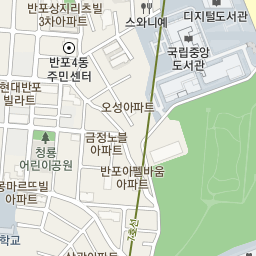 반포상지리츠빌
3차아파트
스와니예
디지털도서관
반포4동
주민센터
국립중앙
도서관
현대반포
빌라트
오성아파트
청룡
어린이공원
금정노블
아파트
반포아펠바움
아파트
몽마르뜨빌
아파트
7호선
학교